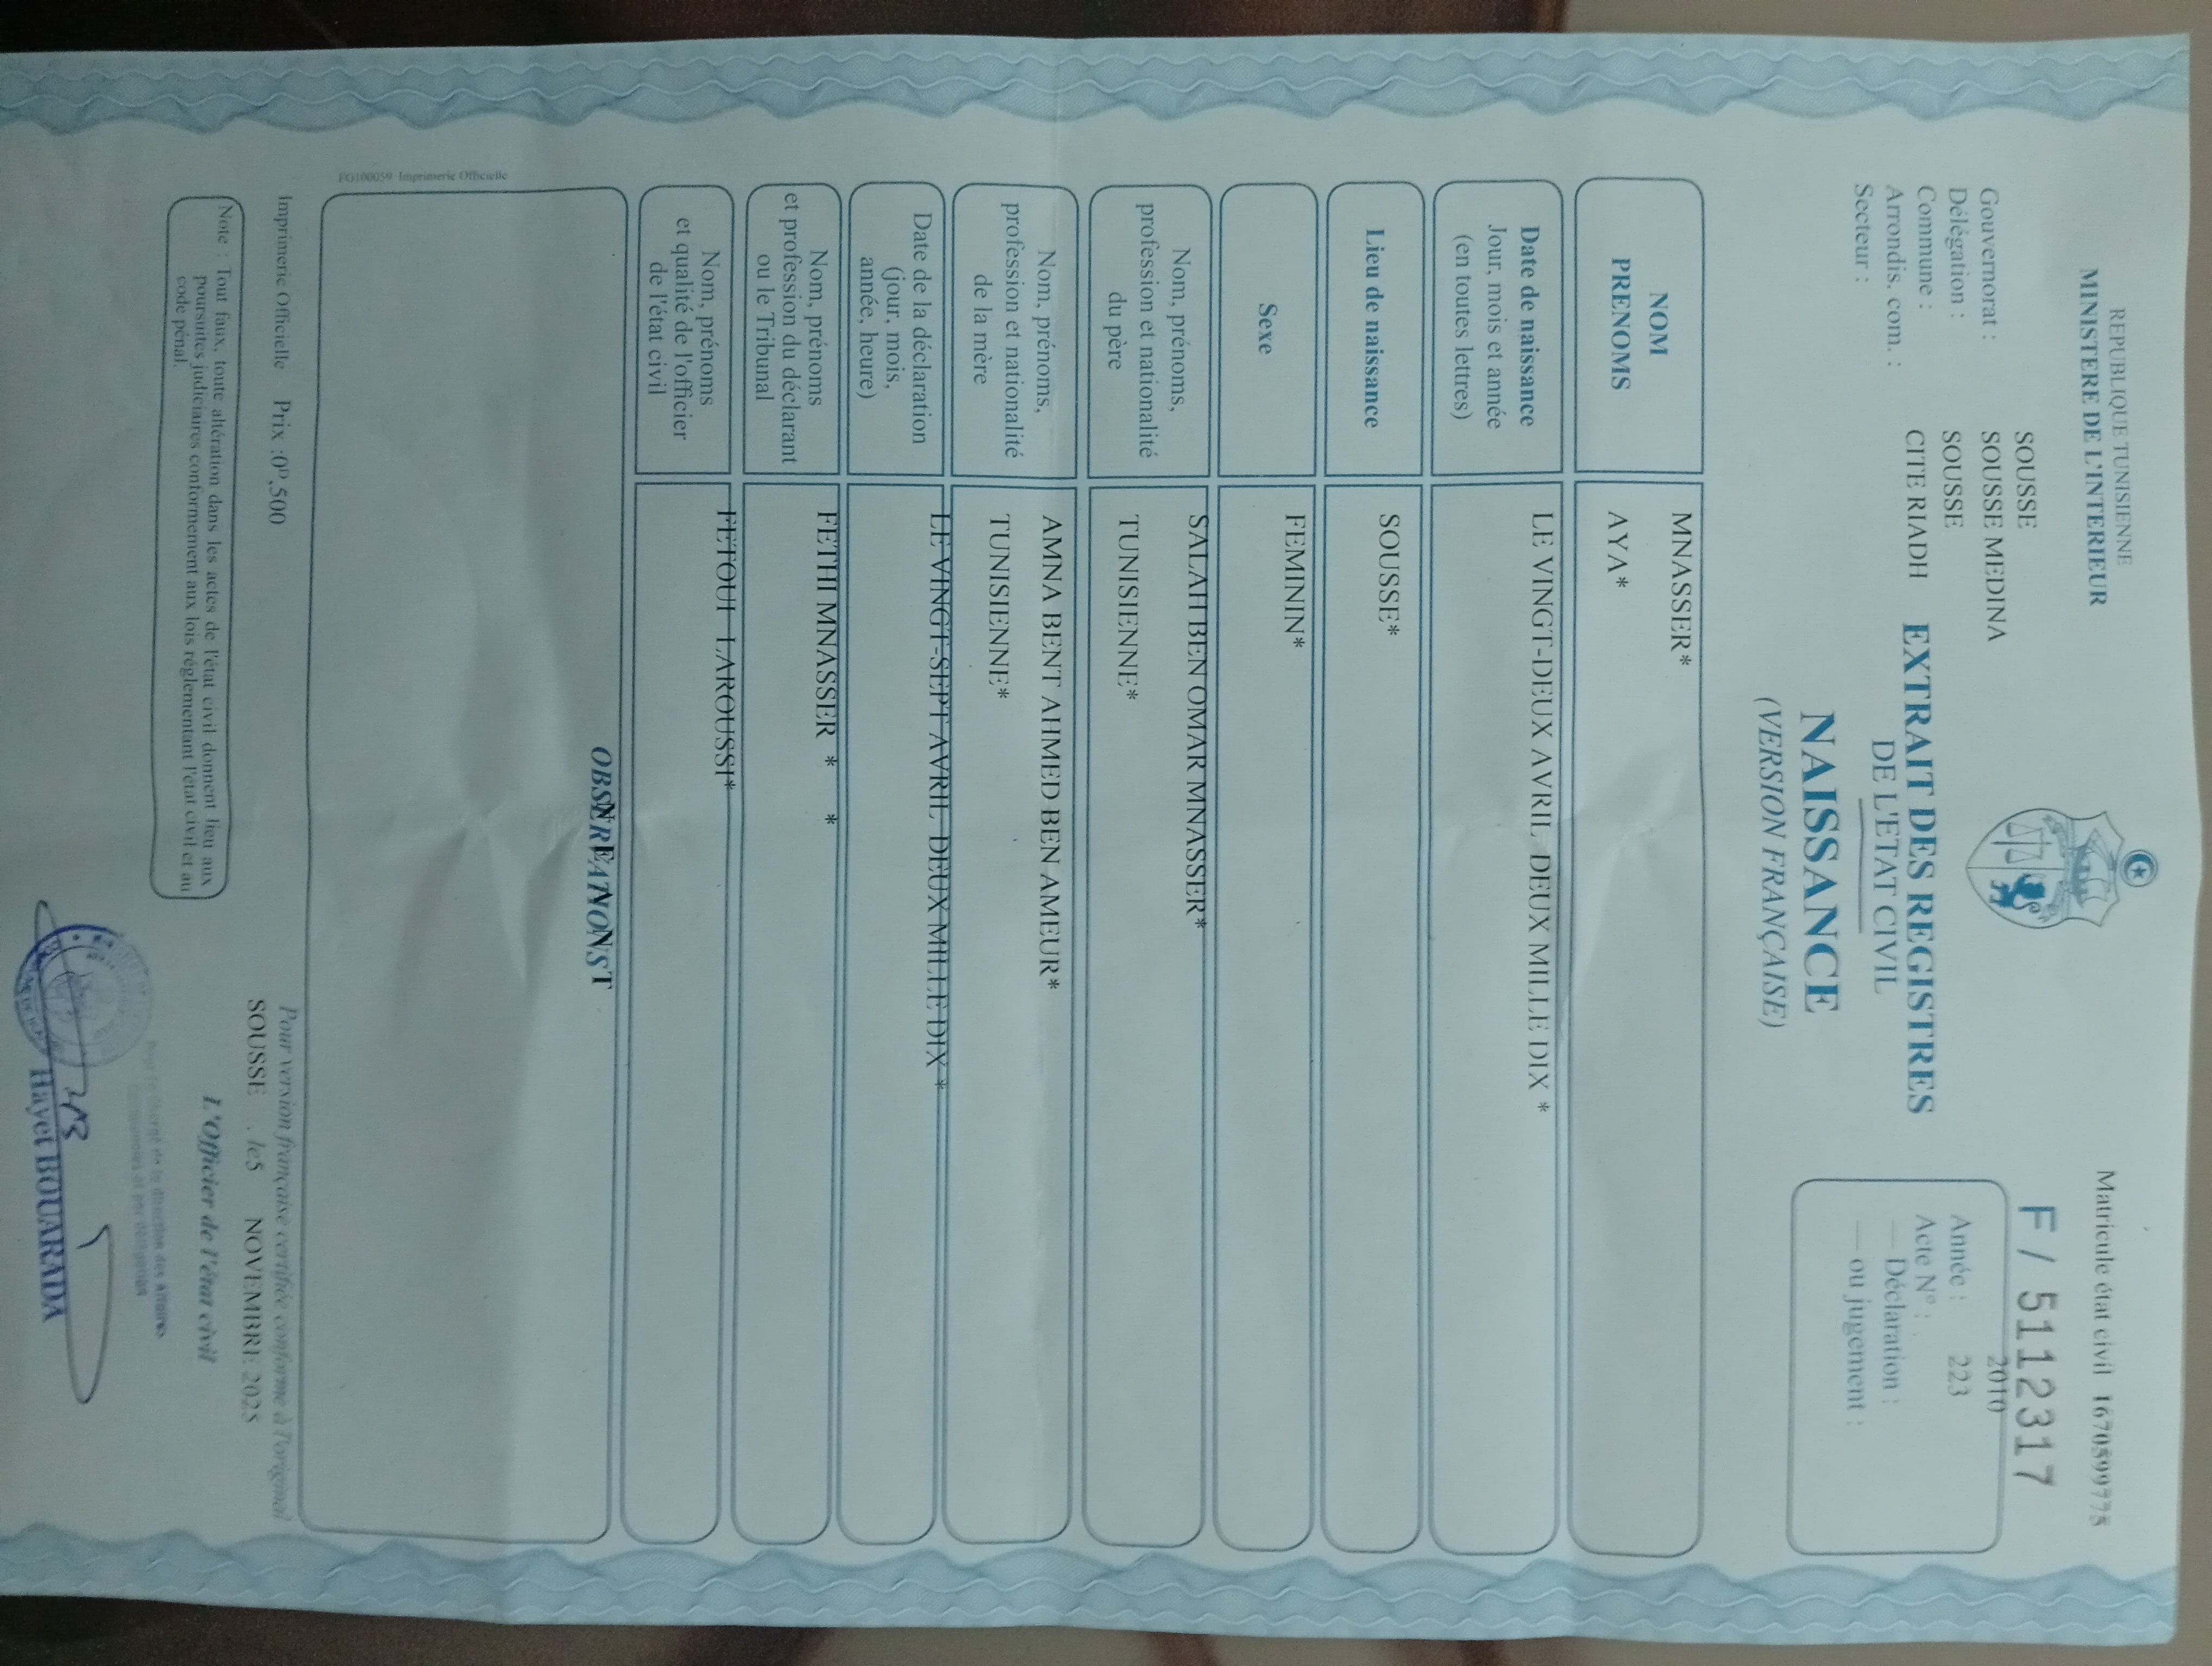 REPUBLIQUE TUNISIENNE
MINISTERE DE L'INTERIEUR
Matricule état civil 16705997
F / 5112317
Gouvernorat : SOUSSE
Délégation : SOUSSE MEDINA
Commune : SOUSSE
Arrondis. com. : CITE RIADH
Secteur :
EXTRAIT DES REGISTRES
DE L'ETAT CIVIL
NAISSANCE
(VERSION FRANÇAISE)
Année : 2010
Acte N° : 223
— Déclaration :
— ou jugement :
NOM
PRENOMS
MNASSER*
AYA*
Date de naissance
Jour, mois et année
(en toutes lettres)
LE VINGT-DEUX AVRIL DEUX MILLE DIX *
Lieu de naissance
SOUSSE*
Sexe
FEMININ*
Nom, prénoms,
profession et nationalité
du père
SALAH BEN OMAR MNASSER*
TUNISIENNE*
Nom, prénoms,
profession et nationalité
de la mère
AMNA BENT AHMED BEN AMEUR*
TUNISIENNE*
Date de la déclaration
(jour, mois,
année, heure)
LE VINGT-SEPT AVRIL DEUX MILLE DIX *
Nom, prénoms
et profession du déclarant
ou le Tribunal
FETHI MNASSER * *
Nom, prénoms
et qualité de l'officier
de l'état civil
FETOUI LAROUSSI*
FG100059 Imprimerie Officielle
Imprimerie Officielle Prix :0ᴰ,500
Pour version française certifiée conforme à l'original
SOUSSE , le5 NOVEMBRE 2025
L'Officier de l'état civil
Note : Tout faux, toute altération dans les actes de l'état civil donnent lieu aux
poursuites judiciaires conformement aux lois réglementant l'état civil et au
code pénal.
Hayet BOUARADA